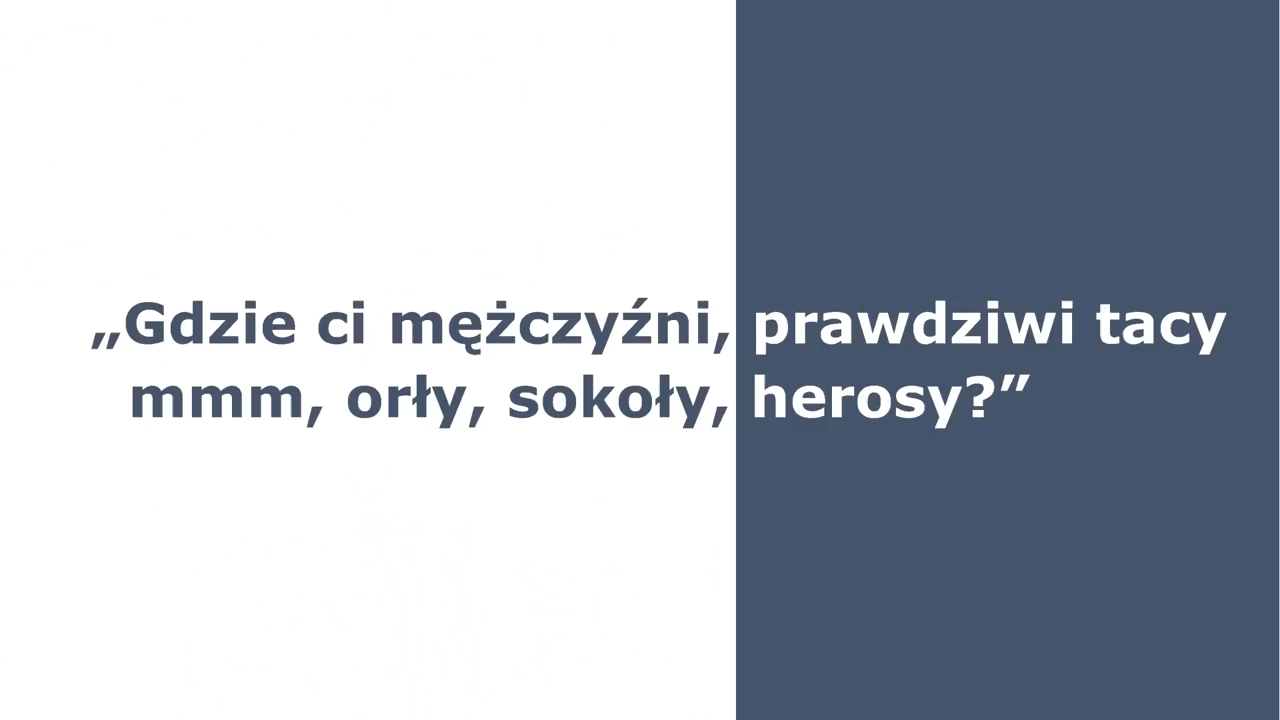 „Gdzie ci mężczyźni, prawdziwi tacy
mmm, orły, sokoły, herosy?”